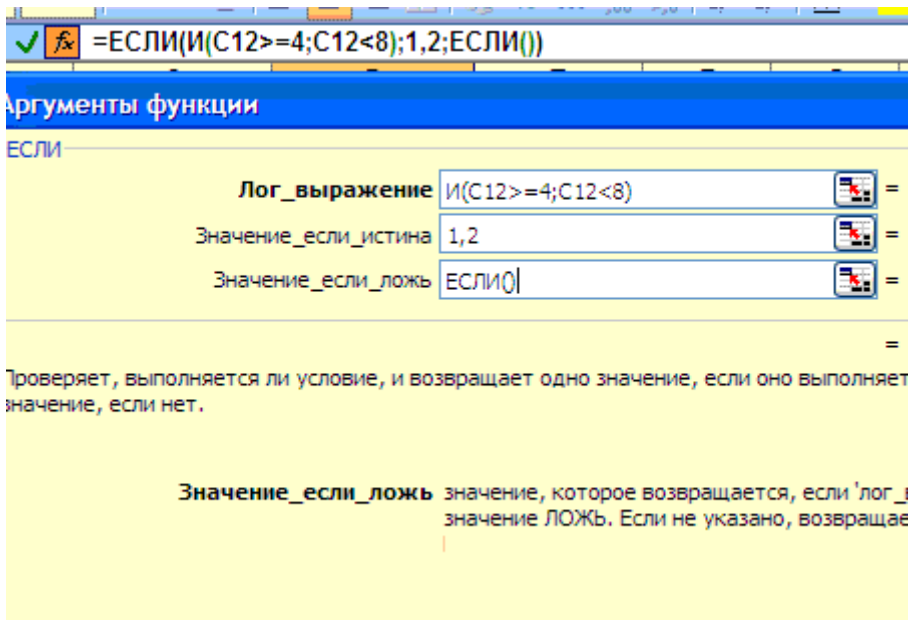 fx =ЕСЛИ(И(C12>=4;C12<8);1,2;ЕСЛИ())
Аргументы функции
ЕСЛИ
Лог_выражение И(C12>=4;C12<8) =
Значение_если_истина 1,2 =
Значение_если_ложь ЕСЛИ() =
=
Проверяет, выполняется ли условие, и возвращает одно значение, если оно выполняет
значение, если нет.
Значение_если_ложь значение, которое возвращается, если 'лог_
значение ЛОЖЬ. Если не указано, возвращае